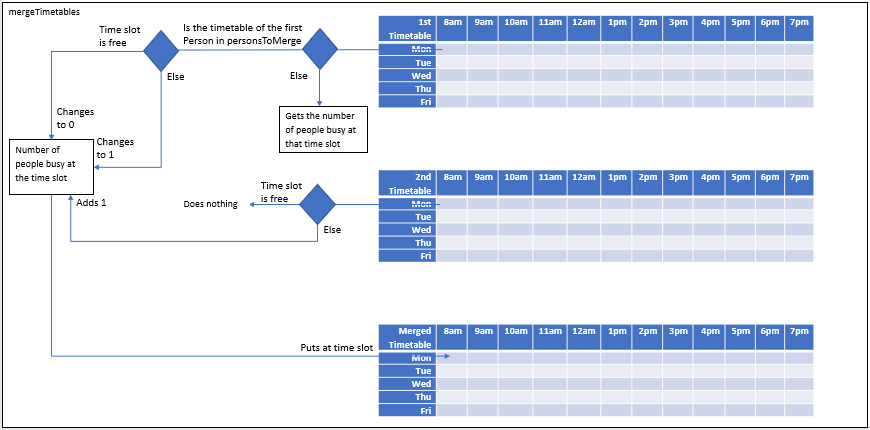 mergeTimetables
Time slot
is free
Is the timetable of the first
Person in personsToMerge
Else
Else
Changes
to 0
Gets the number
of people busy at
that time slot
Number of
people busy at
the time slot
Changes
to 1
Adds 1
Does nothing
Time slot
is free
Else
Puts at time slot
1st Timetable 8am 9am 10am 11am 12am 1pm 2pm 3pm 4pm 5pm 6pm 7pm
Mon
Tue
Wed
Thu
Fri
2nd Timetable 8am 9am 10am 11am 12am 1pm 2pm 3pm 4pm 5pm 6pm 7pm
Mon
Tue
Wed
Thu
Fri
Merged Timetable 8am 9am 10am 11am 12am 1pm 2pm 3pm 4pm 5pm 6pm 7pm
Mon
Tue
Wed
Thu
Fri